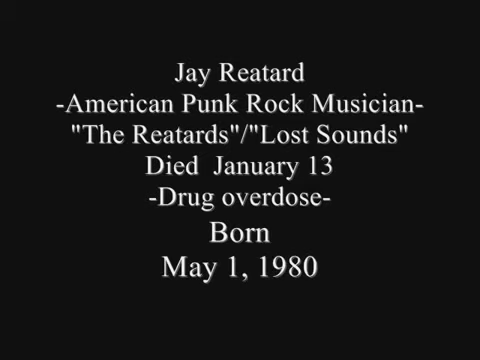 Jay Reatard
-American Punk Rock Musician-
"The Reatards"/"Lost Sounds"
Died  January 13
-Drug overdose-
Born
May 1, 1980